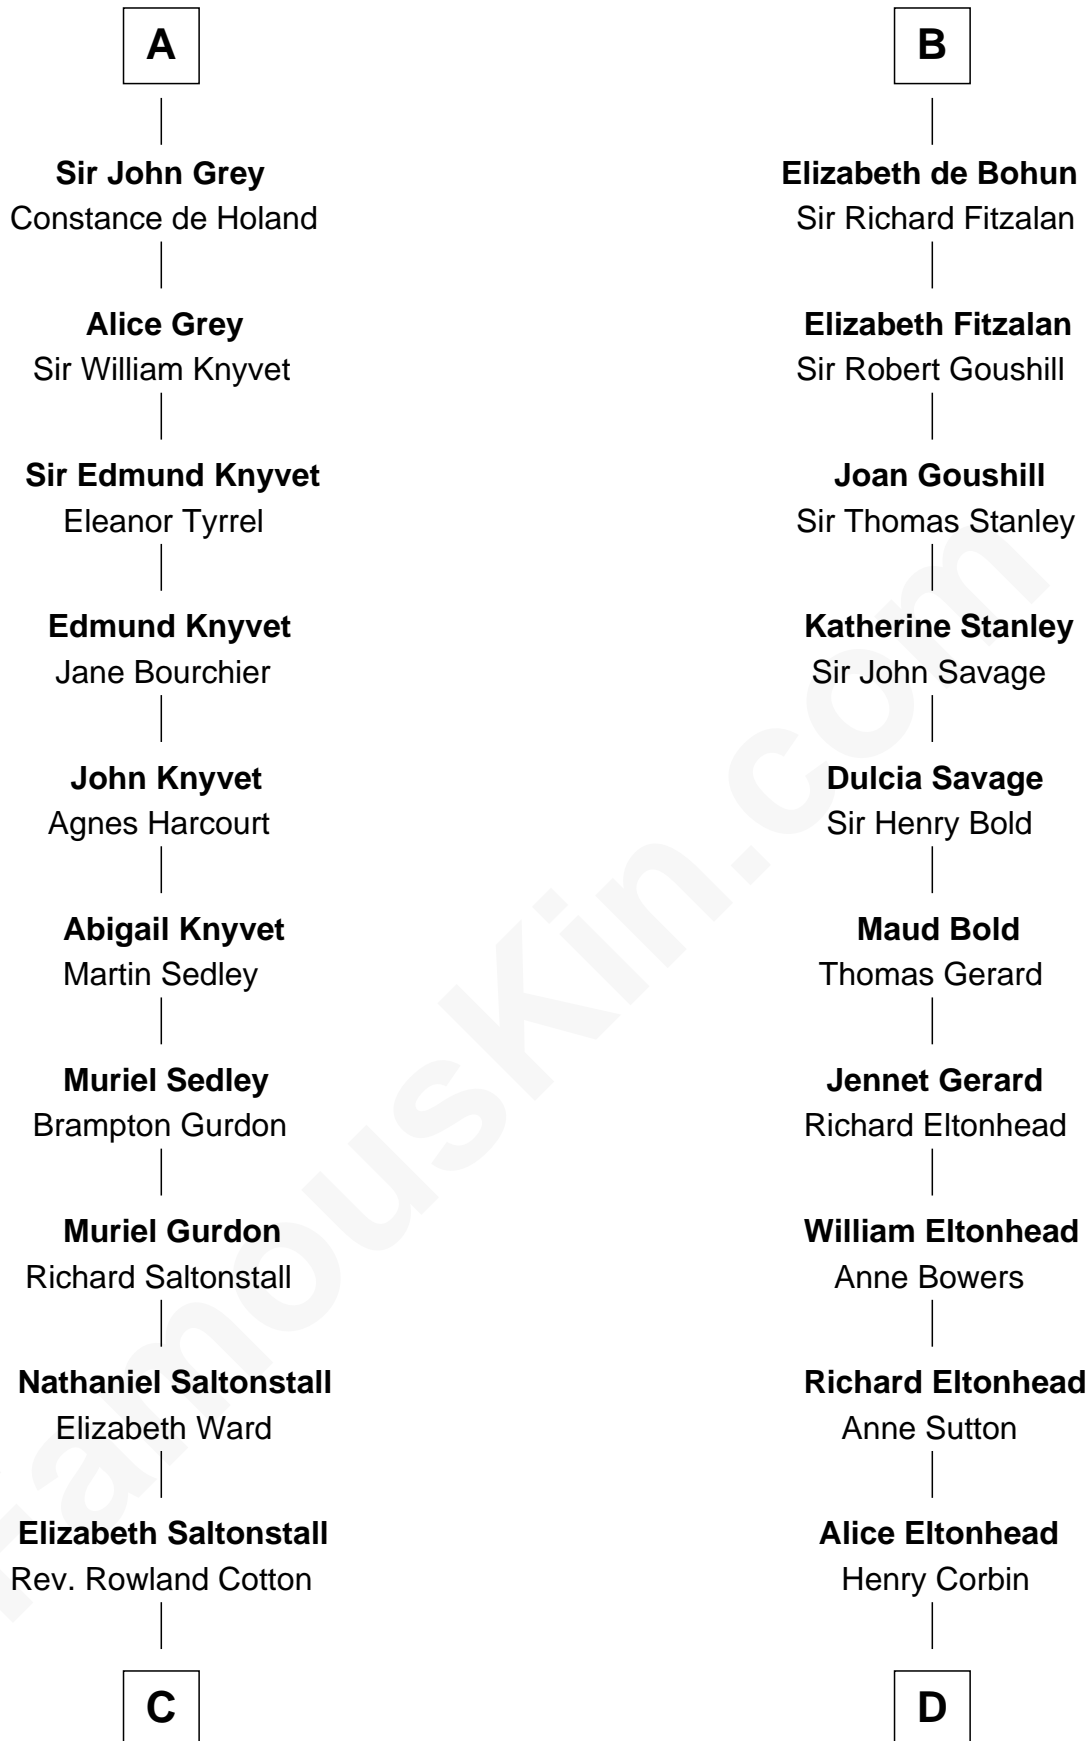 A
Sir John Grey
Constance de Holand
Alice Grey
Sir William Knyvet
Sir Edmund Knyvet
Eleanor Tyrrel
Edmund Knyvet
Jane Bourchier
John Knyvet
Agnes Harcourt
Abigail Knyvet
Martin Sedley
Muriel Sedley
Brampton Gurdon
Muriel Gurdon
Richard Saltonstall
Nathaniel Saltonstall
Elizabeth Ward
Elizabeth Saltonstall
Rev. Rowland Cotton
C
B
Elizabeth de Bohun
Sir Richard Fitzalan
Elizabeth Fitzalan
Sir Robert Goushill
Joan Goushill
Sir Thomas Stanley
Katherine Stanley
Sir John Savage
Dulcia Savage
Sir Henry Bold
Maud Bold
Thomas Gerard
Jennet Gerard
Richard Eltonhead
William Eltonhead
Anne Bowers
Richard Eltonhead
Anne Sutton
Alice Eltonhead
Henry Corbin
D
FamousKin.com